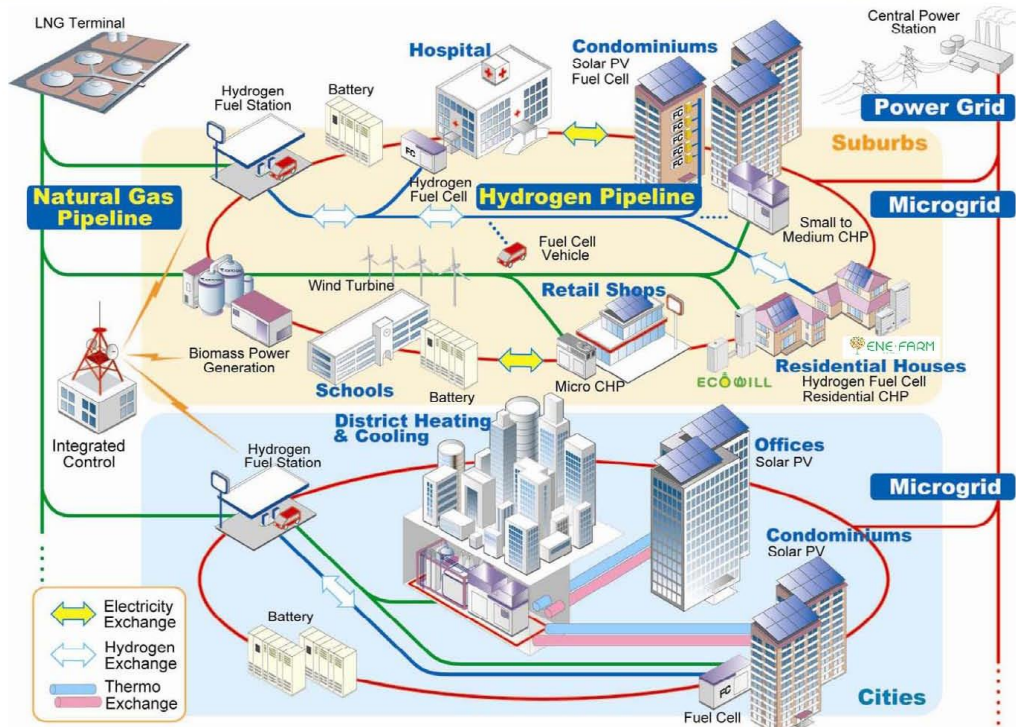 LNG Terminal
Hydrogen
Fuel Station
Battery
Hospital
Condominiums
Solar PV
Fuel Cell
Central Power
Station
Power Grid
Suburbs
Natural Gas
Pipeline
FC
Hydrogen
Fuel Cell
Hydrogen Pipeline
Microgrid
Small to
Medium CHP
Fuel Cell
Vehicle
Wind Turbine
Retail Shops
Biomass Power
Generation
Schools
Battery
Micro CHP
ECOWILL
ENE·FARM
Residential Houses
Hydrogen Fuel Cell
Residential CHP
Integrated
Control
Hydrogen
Fuel Station
District Heating
& Cooling
Offices
Solar PV
Microgrid
Condominiums
Solar PV
Electricity
Exchange
Hydrogen
Exchange
Thermo
Exchange
Battery
FC
Fuel Cell
Cities